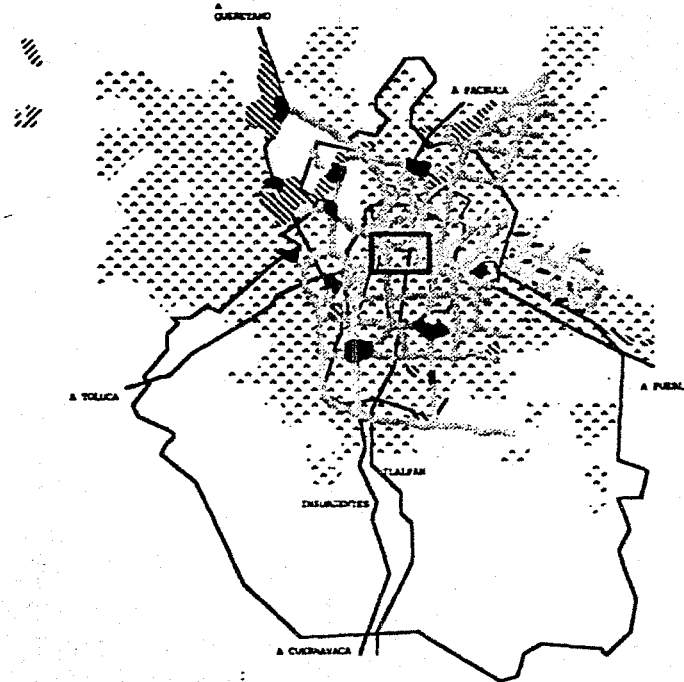 A
QUERETARO
A PACHUCA
A TOLUCA
A PUEBL
TLALPAN
INSURGENTES
A CUERNAVACA